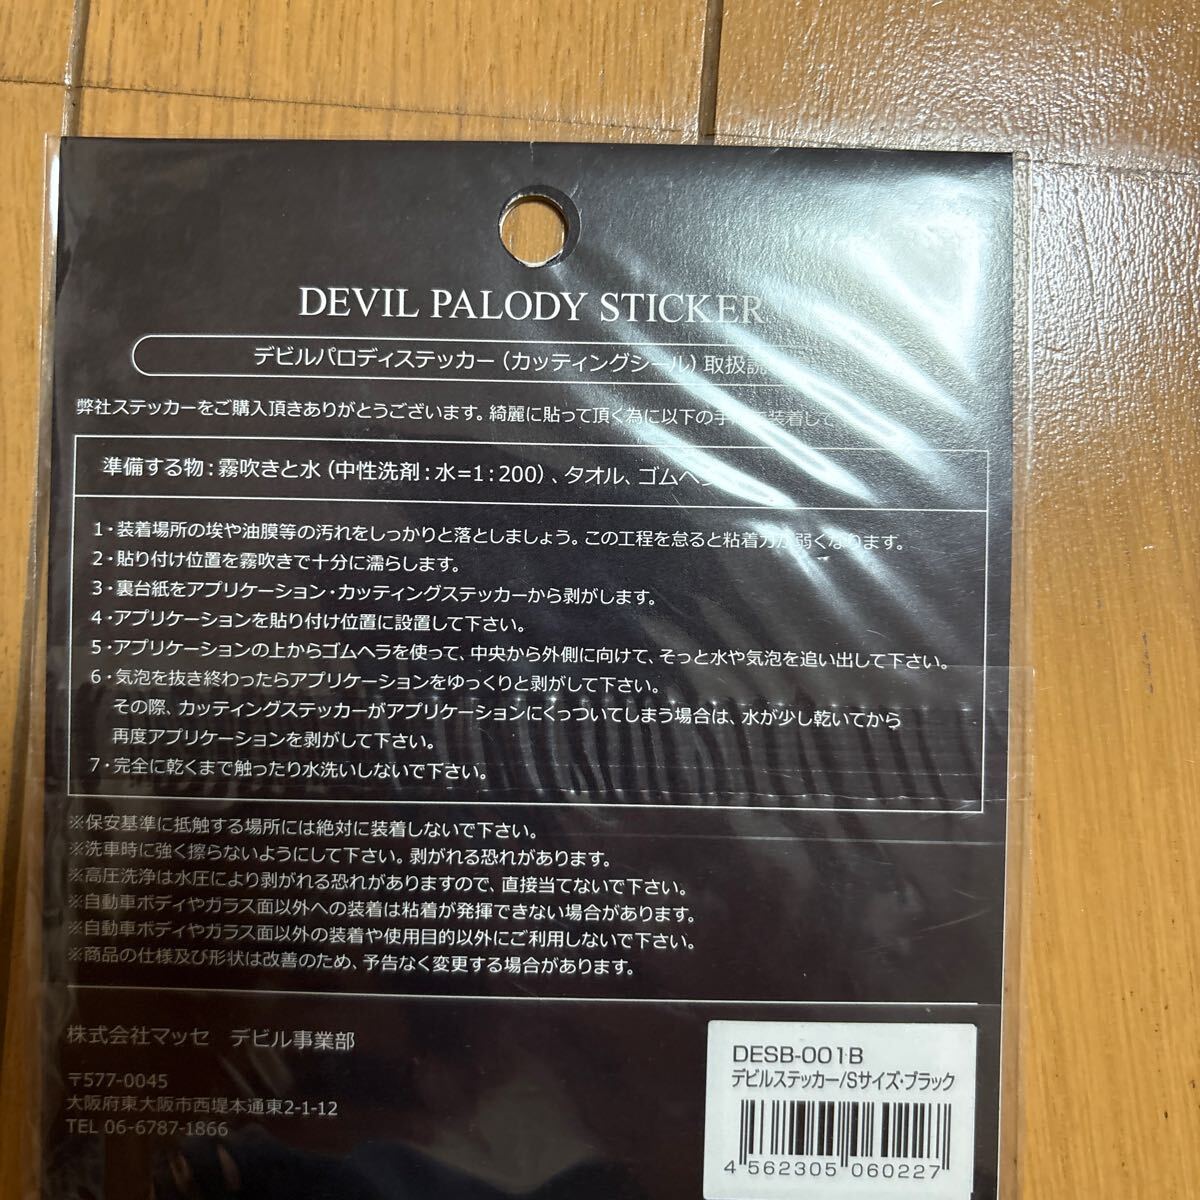 DEVIL PALODY STICKER
デビルパロディステッカー（カッティングシール）取扱説
弊社ステッカーをご購入頂きありがとうございます。綺麗に貼って頂く為に以下の手 装着して
準備する物：霧吹きと水（中性洗剤：水=1：200）、タオル、ゴムヘラ
1・装着場所の埃や油膜等の汚れをしっかりと落としましょう。この工程を怠ると粘着力が弱くなります。
2・貼り付け位置を霧吹きで十分に濡らします。
3・裏台紙をアプリケーション・カッティングステッカーから剥がします。
4・アプリケーションを貼り付け位置に設置して下さい。
5・アプリケーションの上からゴムヘラを使って、中央から外側に向けて、そっと水や気泡を追い出して下さい。
6・気泡を抜き終わったらアプリケーションをゆっくりと剥がして下さい。
その際、カッティングステッカーがアプリケーションにくっついてしまう場合は、水が少し乾いてから
再度アプリケーションを剥がして下さい。
7・完全に乾くまで触ったり水洗いしないで下さい。
※保安基準に抵触する場所には絶対に装着しないで下さい。
※洗車時に強く擦らないようにして下さい。剥がれる恐れがあります。
※高圧洗浄は水圧により剥がれる恐れがありますので、直接当てないで下さい。
※自動車ボディやガラス面以外への装着は粘着が発揮できない場合があります。
※自動車ボディやガラス面以外の装着や使用目的以外にご利用しないで下さい。
※商品の仕様及び形状は改善のため、予告なく変更する場合があります。
株式会社マッセ　デビル事業部
〒577-0045
大阪府東大阪市西堤本通東2-1-12
TEL 06-6787-1866
DESB-001B
デビルステッカー/Sサイズ・ブラック
4 562305 060227